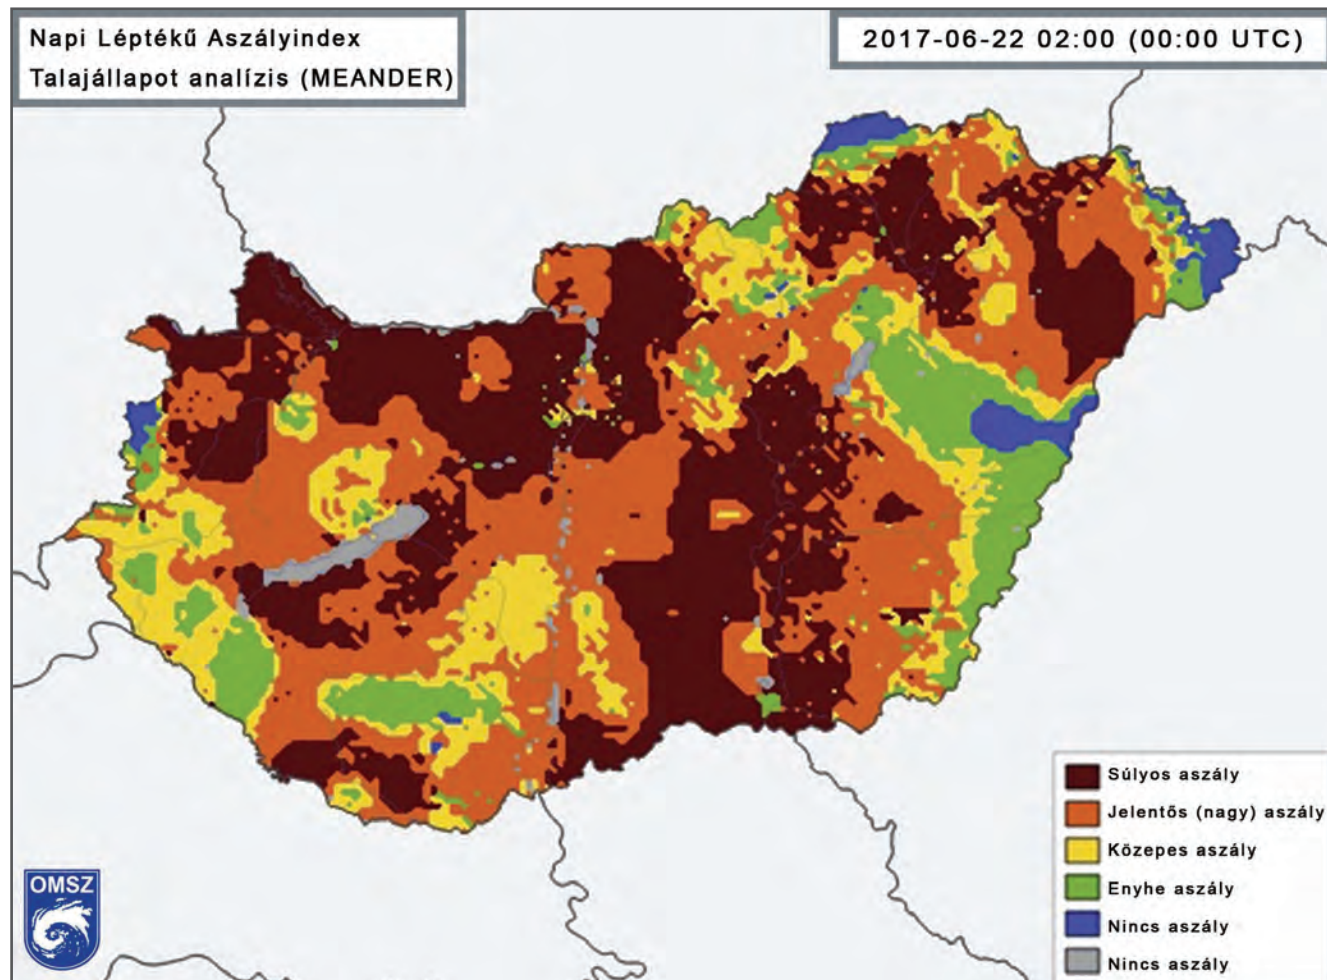 Napi Léptékű Aszályindex
Talajállapot analízis (MEANDER)
2017-06-22 02:00 (00:00 UTC)
Súlyos aszály
Jelentős (nagy) aszály
Közepes aszály
Enyhe aszály
Nincs aszály
Nincs aszály
OMSZ